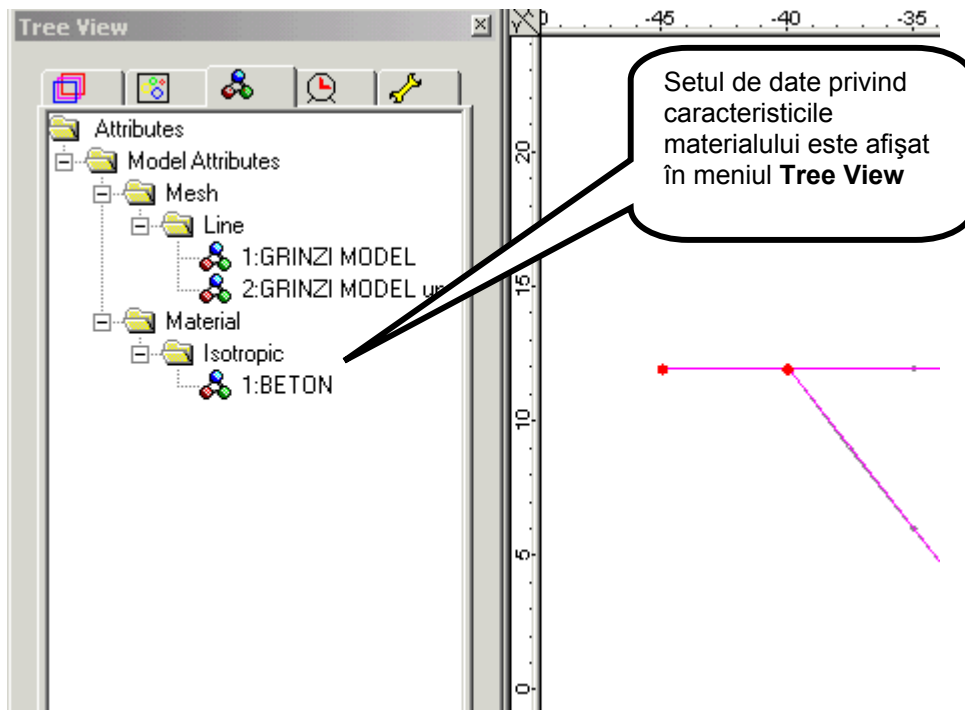 Tree View
Attributes
Model Attributes
Mesh
Line
1:GRINZI MODEL
2:GRINZI MODEL
Material
Isotropic
1:BETON
Y X
-45 -40 -35
20
15
10
5
0
Setul de date privind
caracteristicile
materialului este afişat
în meniul Tree View